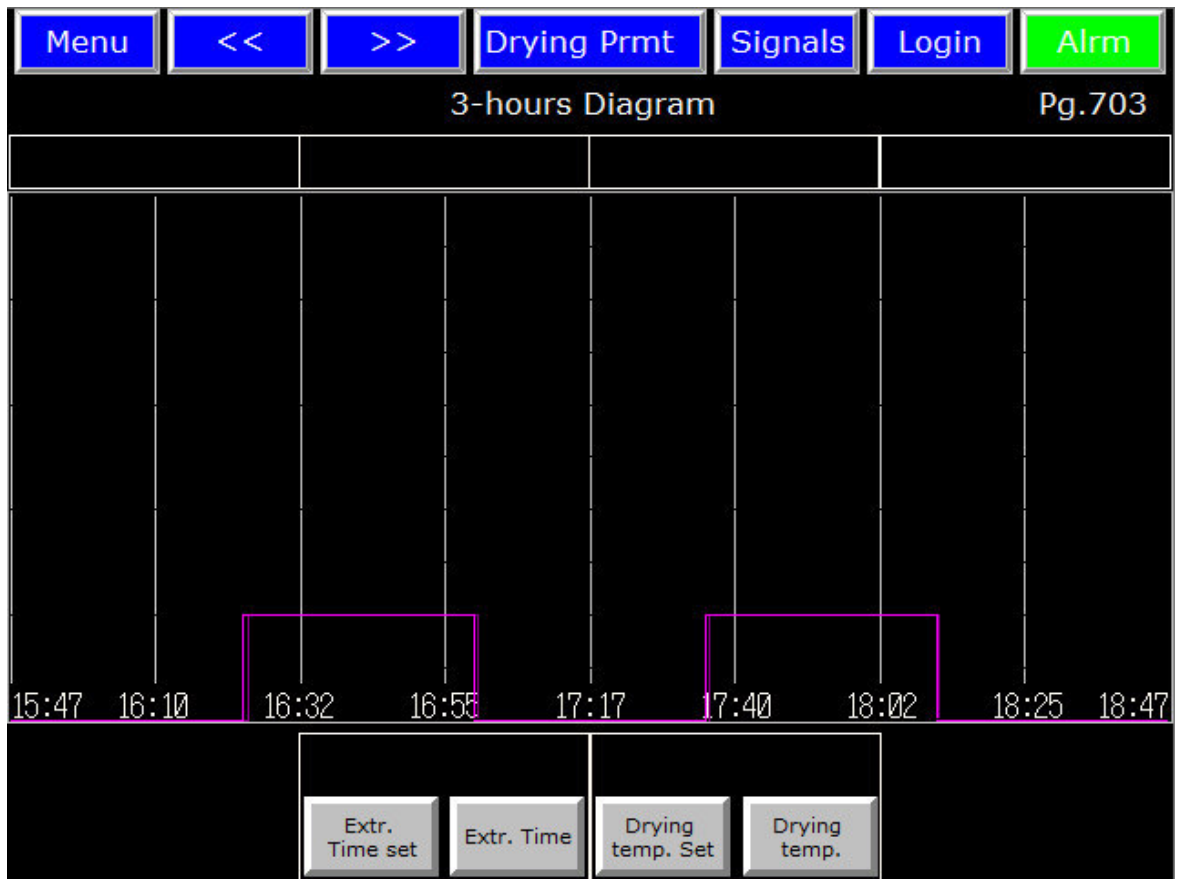 Menu << >> Drying Prmt Signals Login Alrm
3-hours Diagram Pg.703
15:47 16:10 16:32 16:55 17:17 17:40 18:02 18:25 18:47
Extr.
Time set
Extr. Time
Drying
temp. Set
Drying
temp.